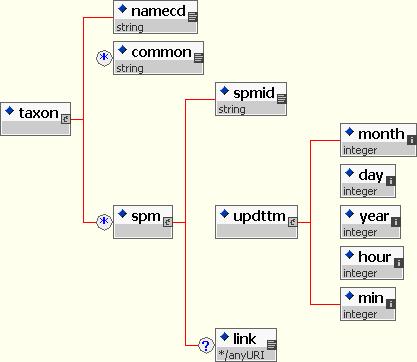 namecd
string
*
common
string
taxon
spmid
string
month
integer
day
integer
*
spm
updttm
year
integer
hour
integer
min
integer
?
link
*/anyURI